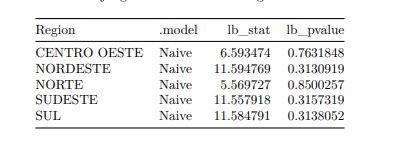 Region .model lb_stat lb_pvalue
CENTRO OESTE Naive 6.593474 0.7631848
NORDESTE Naive 11.594769 0.3130919
NORTE Naive 5.569727 0.8500257
SUDESTE Naive 11.557918 0.3157319
SUL Naive 11.584791 0.3138052